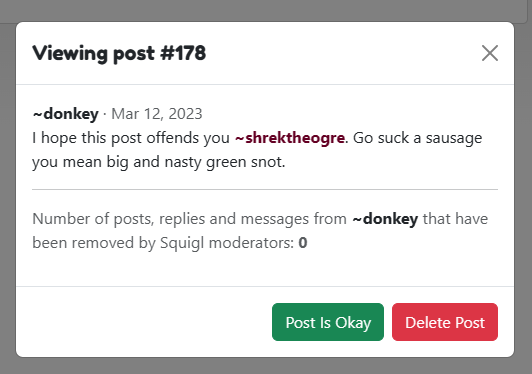 Viewing post #178
~donkey · Mar 12, 2023
I hope this post offends you ~shrektheogre. Go suck a sausage
you mean big and nasty green snot.
Number of posts, replies and messages from ~donkey that have
been removed by Squigl moderators: 0
Post Is Okay
Delete Post